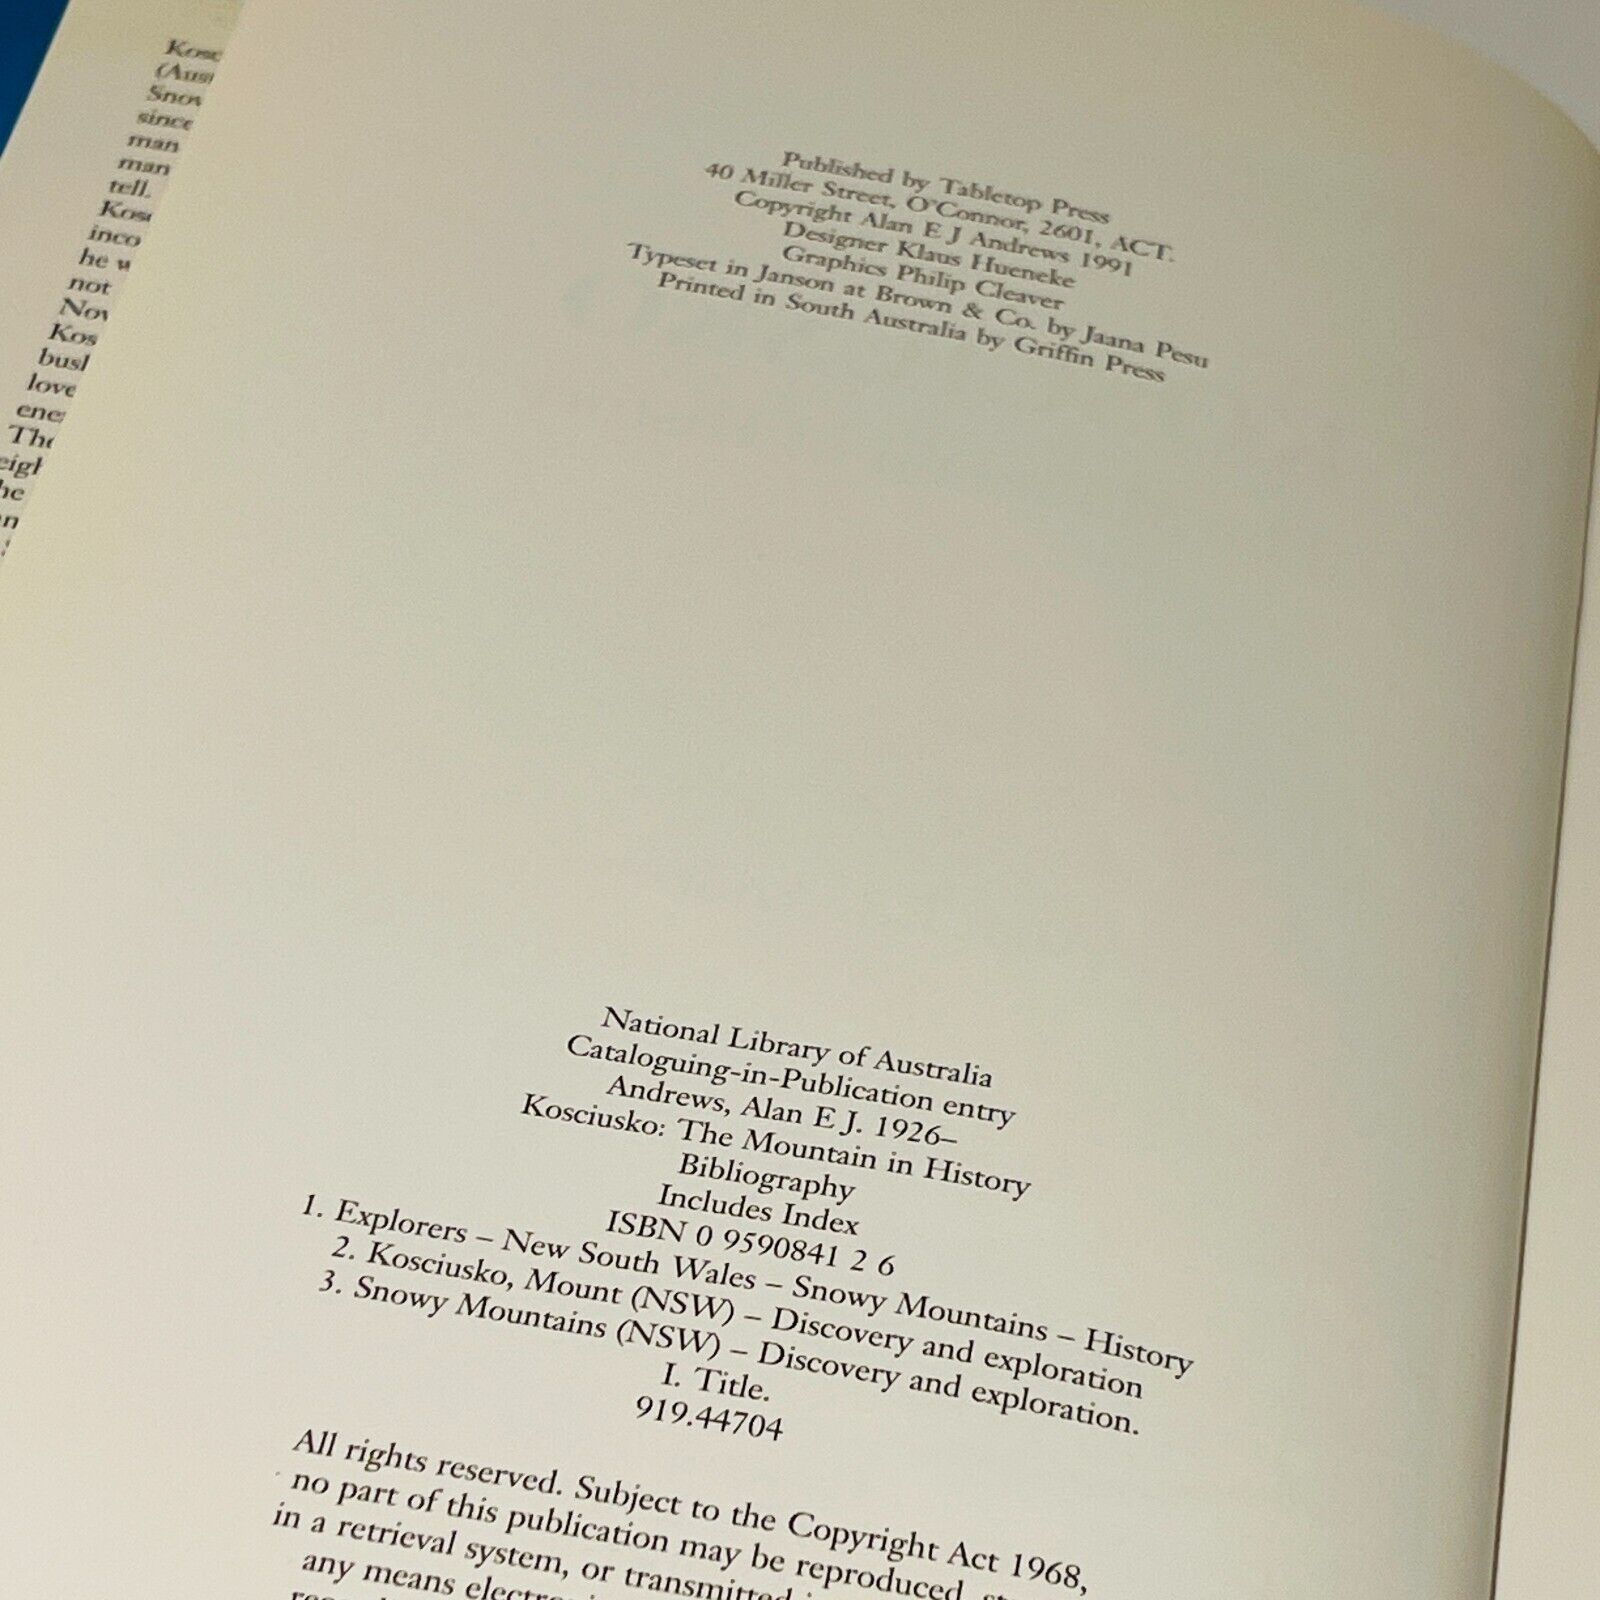 Published by Tabletop Press
40 Miller Street, O'Connor, 2601, ACT.
Copyright Alan E J Andrews 1991
Designer Klaus Hueneke
Graphics Philip Cleaver
Typeset in Janson at Brown & Co. by Jaana Pesu
Printed in South Australia by Griffin Press
National Library of Australia
Cataloguing-in-Publication entry
Andrews, Alan E J. 1926–
Kosciusko: The Mountain in History
Bibliography
Includes Index
ISBN 0 9590841 2 6
1. Explorers – New South Wales – Snowy Mountains – History
2. Kosciusko, Mount (NSW) – Discovery and exploration
3. Snowy Mountains (NSW) – Discovery and exploration.
I. Title.
919.44704
All rights reserved. Subject to the Copyright Act 1968,
no part of this publication may be reproduced
in a retrieval system, or transmitted
any means
since
man
man
tell.
he
not
love